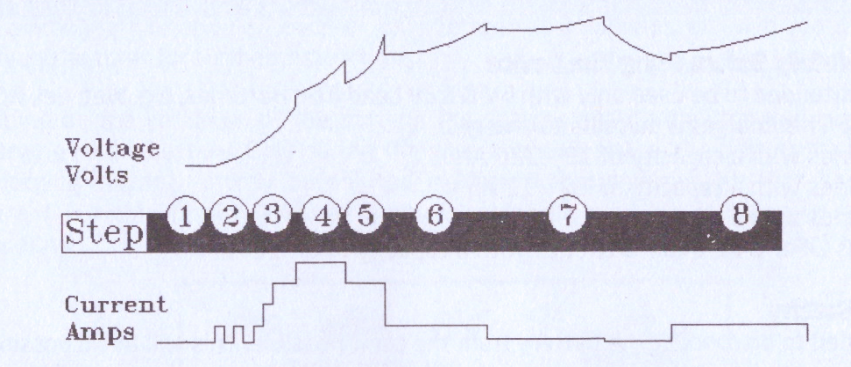 Voltage
Volts
Step 1 2 3 4 5 6 7 8
Current
Amps